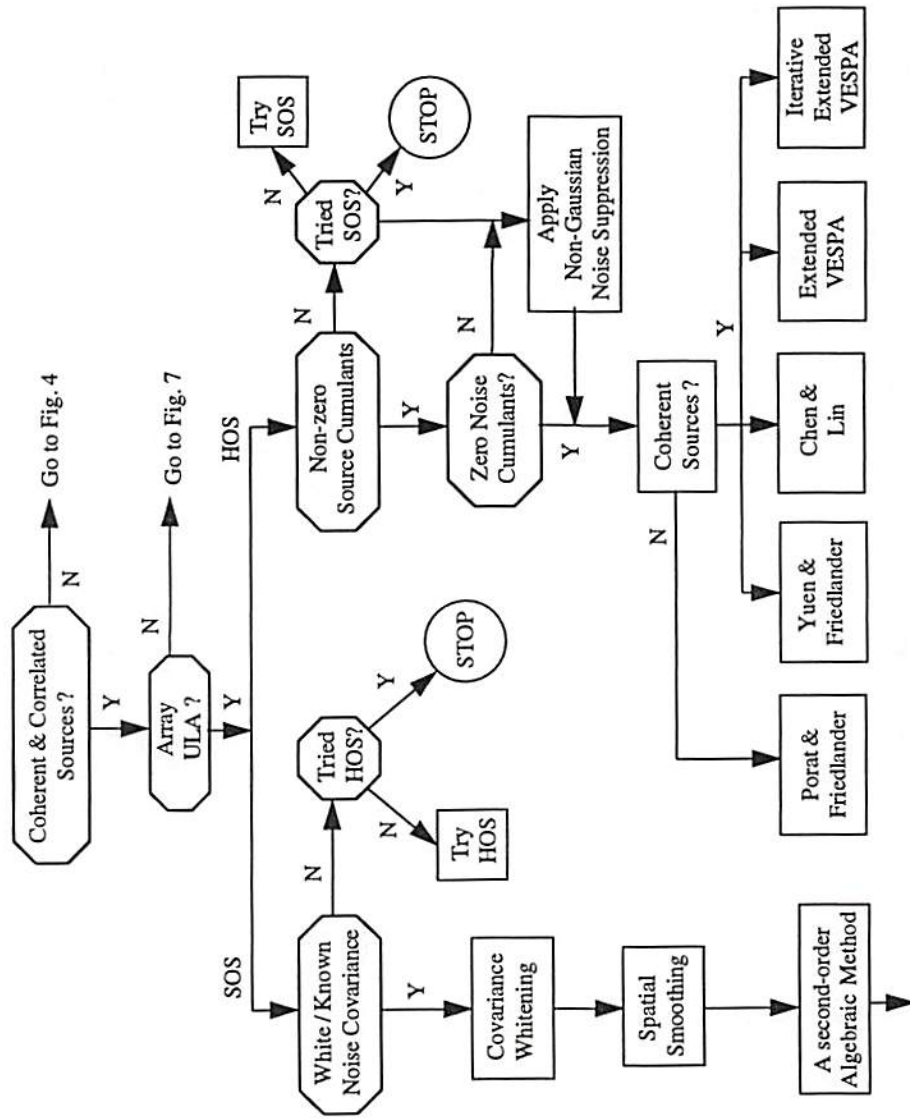 Coherent & Correlated
Sources ?
N
Go to Fig. 4
Y
Array
ULA ?
N
Go to Fig. 7
Y
SOS
HOS
White / Known
Noise Covariance
N
Tried
HOS?
Y
STOP
N
Try
HOS
Y
Covariance
Whitening
Spatial
Smoothing
A second-order
Algebraic Method
Non-zero
Source Cumulants
N
Tried
SOS?
N
Try
SOS
Y
STOP
Y
Zero Noise
Cumulants?
N
Apply
Non-Gaussian
Noise Suppression
Y
Coherent
Sources ?
N
Y
Porat &
Friedlander
Yuen &
Friedlander
Chen &
Lin
Extended
VESPA
Iterative
Extended
VESPA